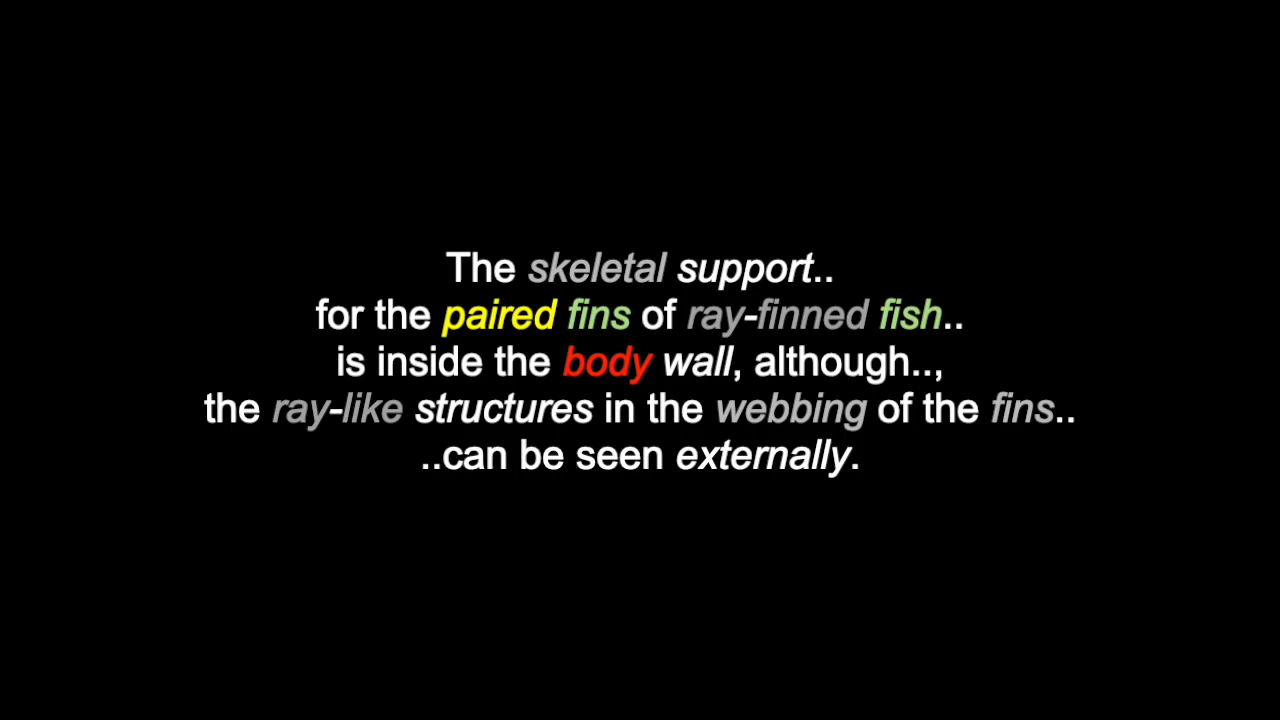 The skeletal support..
for the paired fins of ray-finned fish..
is inside the body wall, although..,
the ray-like structures in the webbing of the fins..
..can be seen externally.